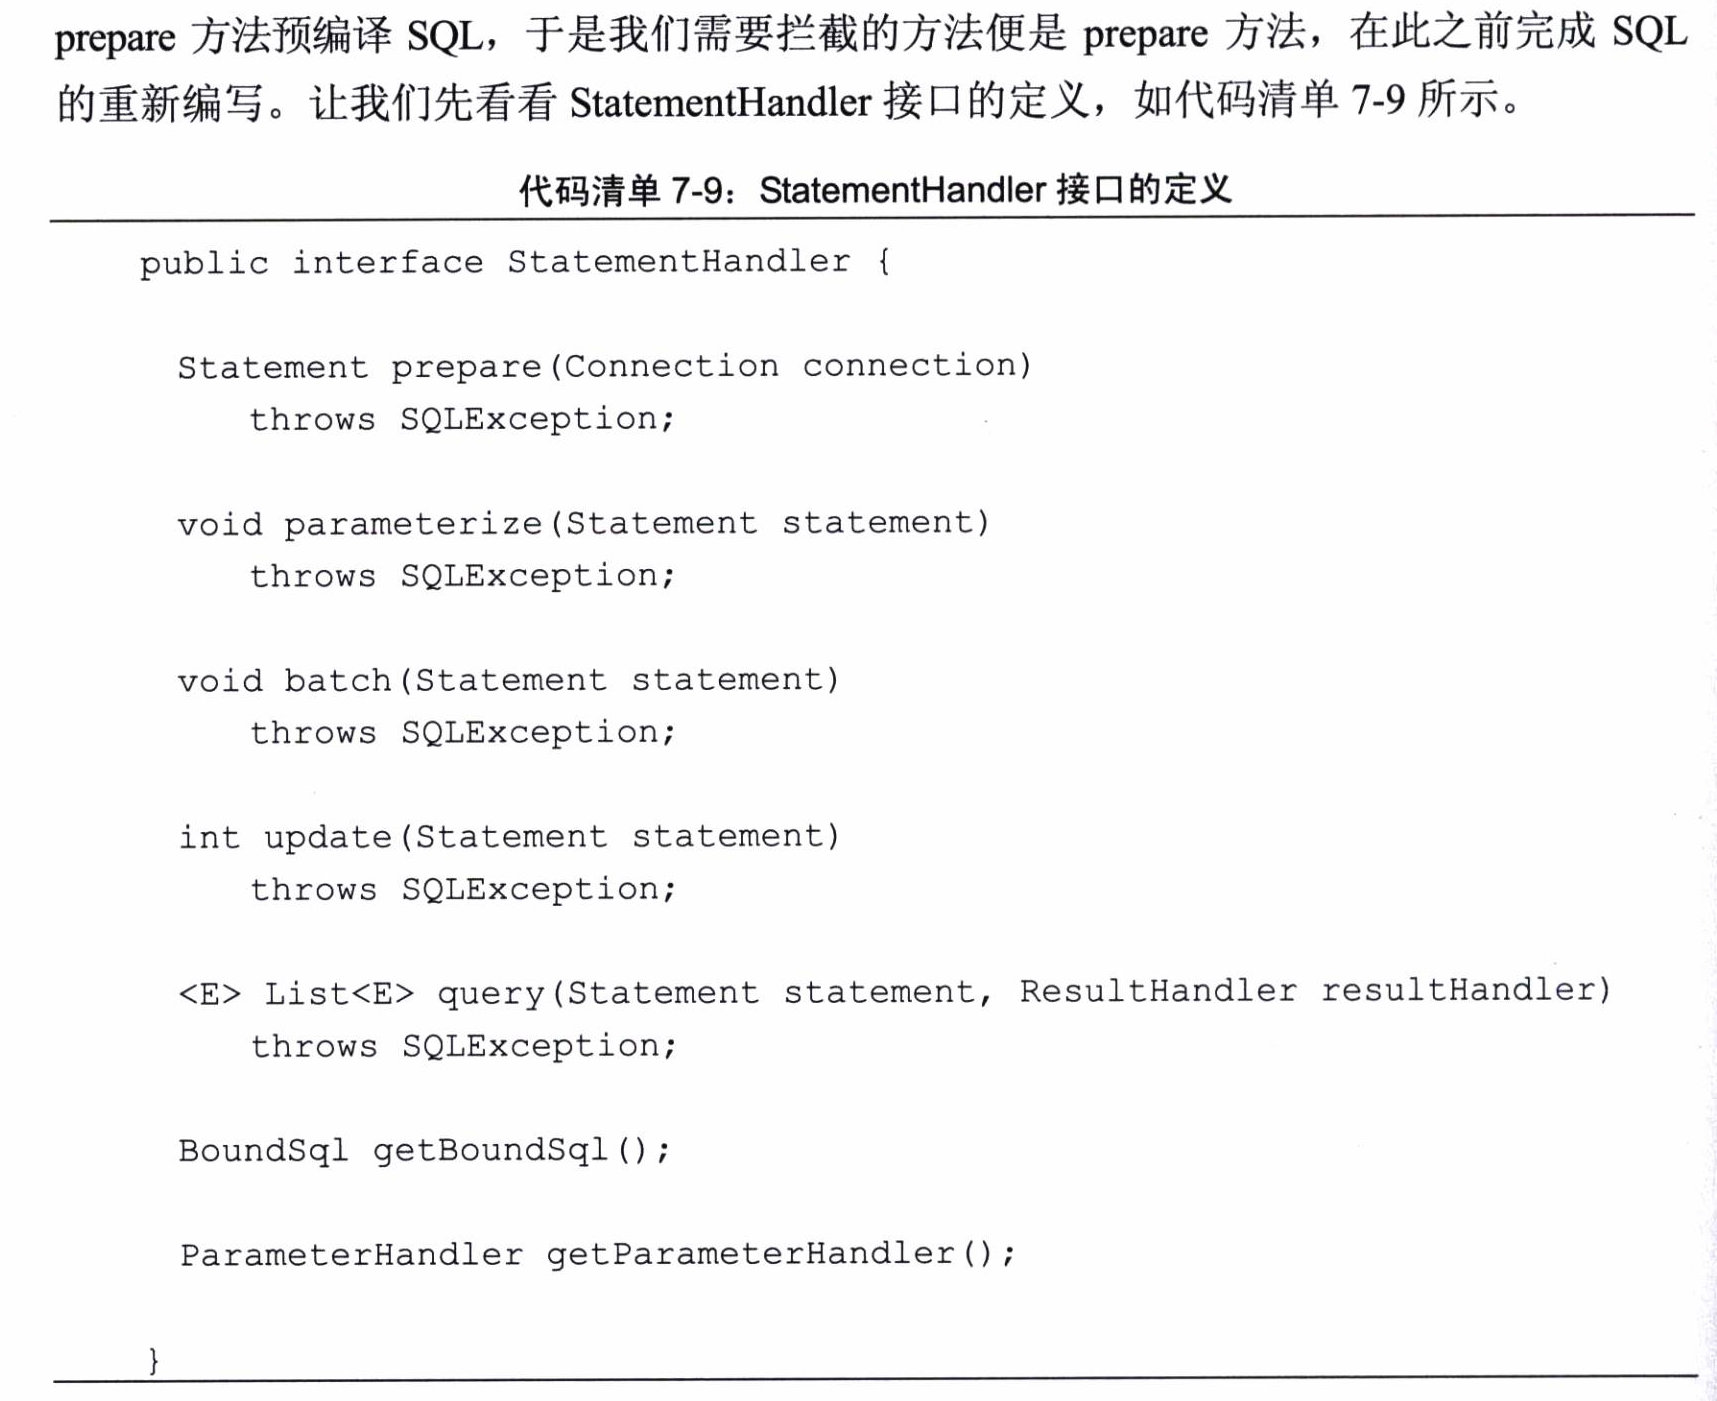 prepare 方法预编译 SQL，于是我们需要拦截的方法便是 prepare 方法，在此之前完成 SQL
的重新编写。让我们先看看 StatementHandler 接口的定义，如代码清单 7-9 所示。
代码清单 7-9：StatementHandler 接口的定义
public interface StatementHandler {
Statement prepare(Connection connection)
throws SQLException;
void parameterize(Statement statement)
throws SQLException;
void batch(Statement statement)
throws SQLException;
int update(Statement statement)
throws SQLException;
<E> List<E> query(Statement statement, ResultHandler resultHandler)
throws SQLException;
BoundSql getBoundSql();
ParameterHandler getParameterHandler();
}